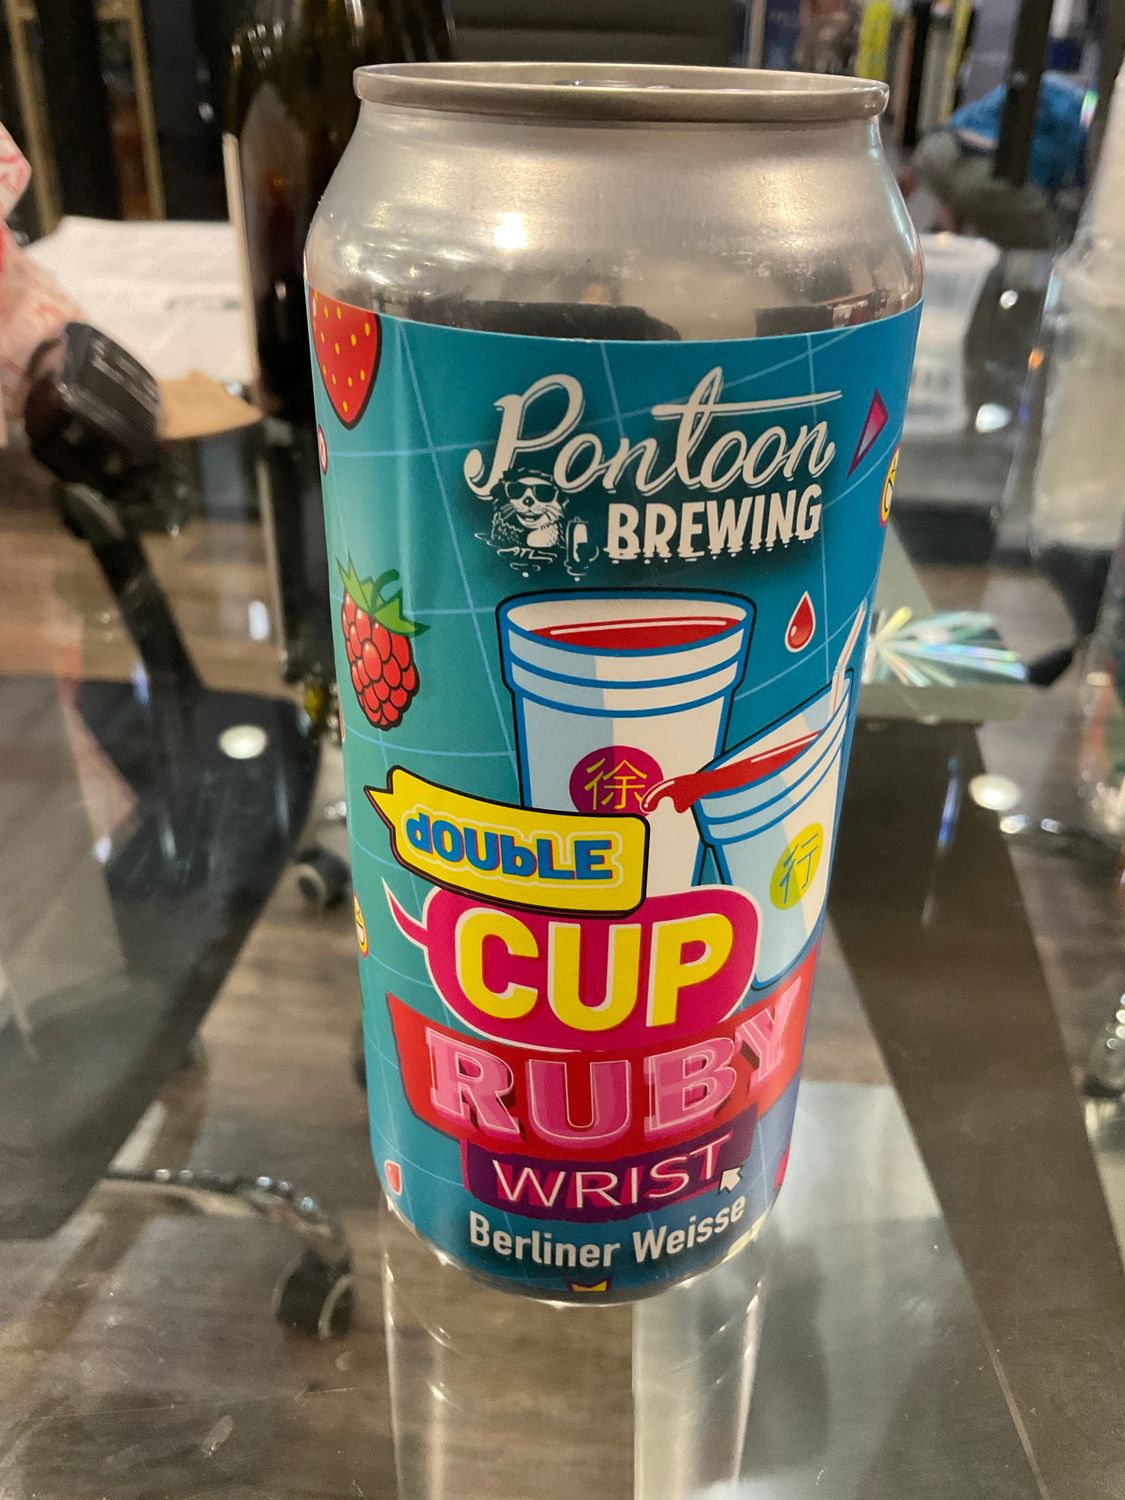 Pontoon
BREWING
徐
行
dOUbLE
CUP
RUBY
WRIST
Berliner Weisse